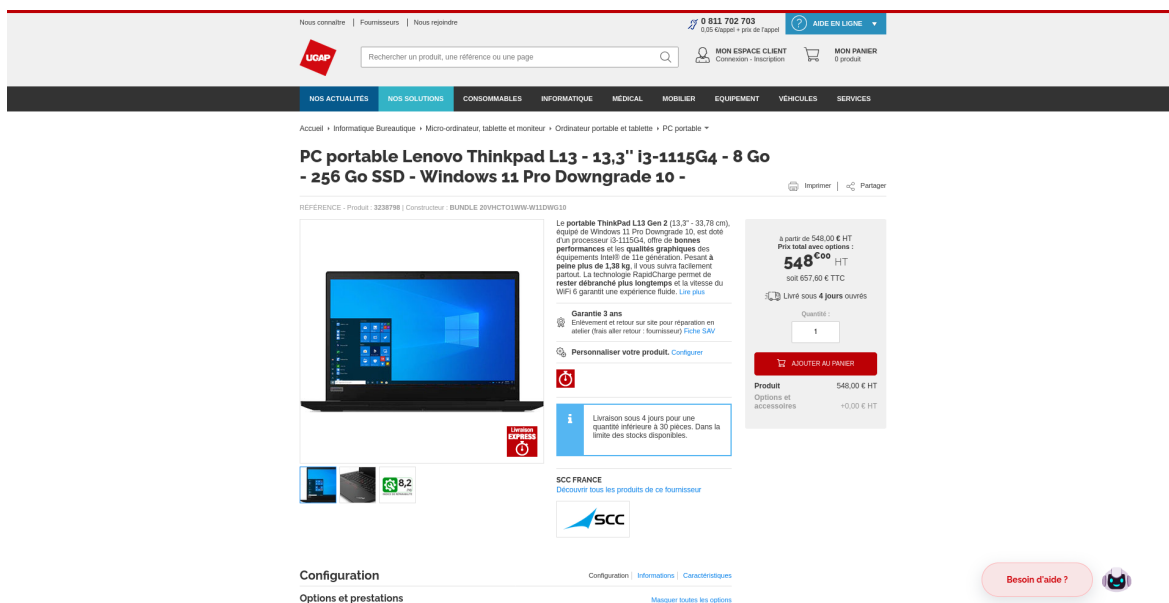 Nous connaître | Fournisseurs | Nous rejoindre
0 811 702 703
0,05 €/appel + prix de l'appel
? AIDE EN LIGNE
UGAP
Rechercher un produit, une référence ou une page
MON ESPACE CLIENT
Connexion - Inscription
MON PANIER
0 produit
NOS ACTUALITÉS NOS SOLUTIONS CONSOMMABLES INFORMATIQUE MÉDICAL MOBILIER EQUIPEMENT VÉHICULES SERVICES
Accueil Informatique Bureautique Micro-ordinateur, tablette et moniteur Ordinateur portable et tablette PC portable
PC portable Lenovo Thinkpad L13 - 13,3'' i3-1115G4 - 8 Go
- 256 Go SSD - Windows 11 Pro Downgrade 10 -
Imprimer | Partager
REFÉRENCE - Produit : 3238798 | Constructeur : BUNDLE 20VHCTO1WW-W11DWG10
Le portable ThinkPad L13 Gen 2 (13,3" - 33,78 cm),
équipé de Windows 11 Pro Downgrade 10, est doté
d'un processeur I3-1115G4, offre de bonnes
performances et les qualités graphiques des
équipements Intel® de 11e génération. Pesant à
peine plus de 1,38 kg, il vous suivra facilement
partout. La technologie RapidCharge permet de
rester débranché plus longtemps et la vitesse du
WiFi 6 garantit une expérience fluide. Lire plus
Garantie 3 ans
Enlèvement et retour sur site pour réparation en
atelier (frais aller retour : fournisseur) Fiche SAV
Personnaliser votre produit. Configurer
i
Livraison sous 4 jours pour une
quantité inférieure à 30 pièces. Dans la
limite des stocks disponibles.
Livraison
EXPRESS
8,2
SCC FRANCE
Découvrir tous les produits de ce fournisseur
SCC
à partir de 548,00 € HT
Prix total avec options :
548€00 HT
soit 657,60 € TTC
Livré sous 4 jours ouvrés
Quantité :
1
AJOUTER AU PANIER
Produit 548,00 € HT
Options et
accessoires +0,00 € HT
Configuration
Configuration | Informations | Caractéristiques
Options et prestations
Masquer toutes les options
Besoin d'aide ?